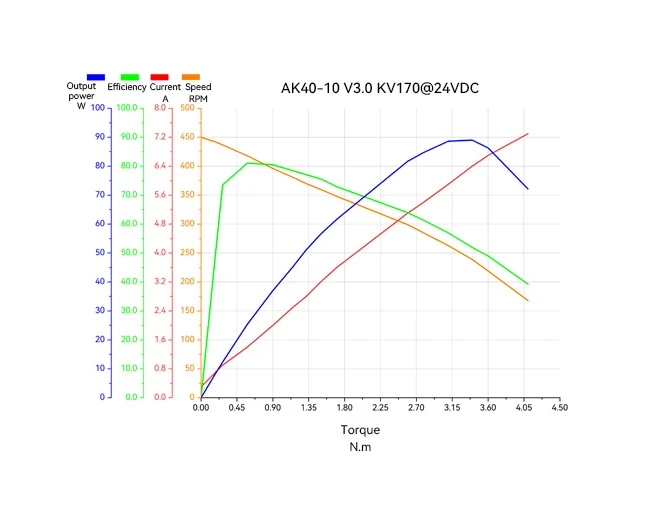 AK40-10 V3.0 KV170@24VDC
Output power W
Efficiency
Current A
Speed RPM
100 100.0 8.0 500
90 90.0 7.2 450
80 80.0 6.4 400
70 70.0 5.6 350
60 60.0 4.8 300
50 50.0 4.0 250
40 40.0 3.2 200
30 30.0 2.4 150
20 20.0 1.6 100
10 10.0 0.8 50
0 0.0 0.0 0
0.00 0.45 0.90 1.35 1.80 2.25 2.70 3.15 3.60 4.05 4.50
Torque
N.m